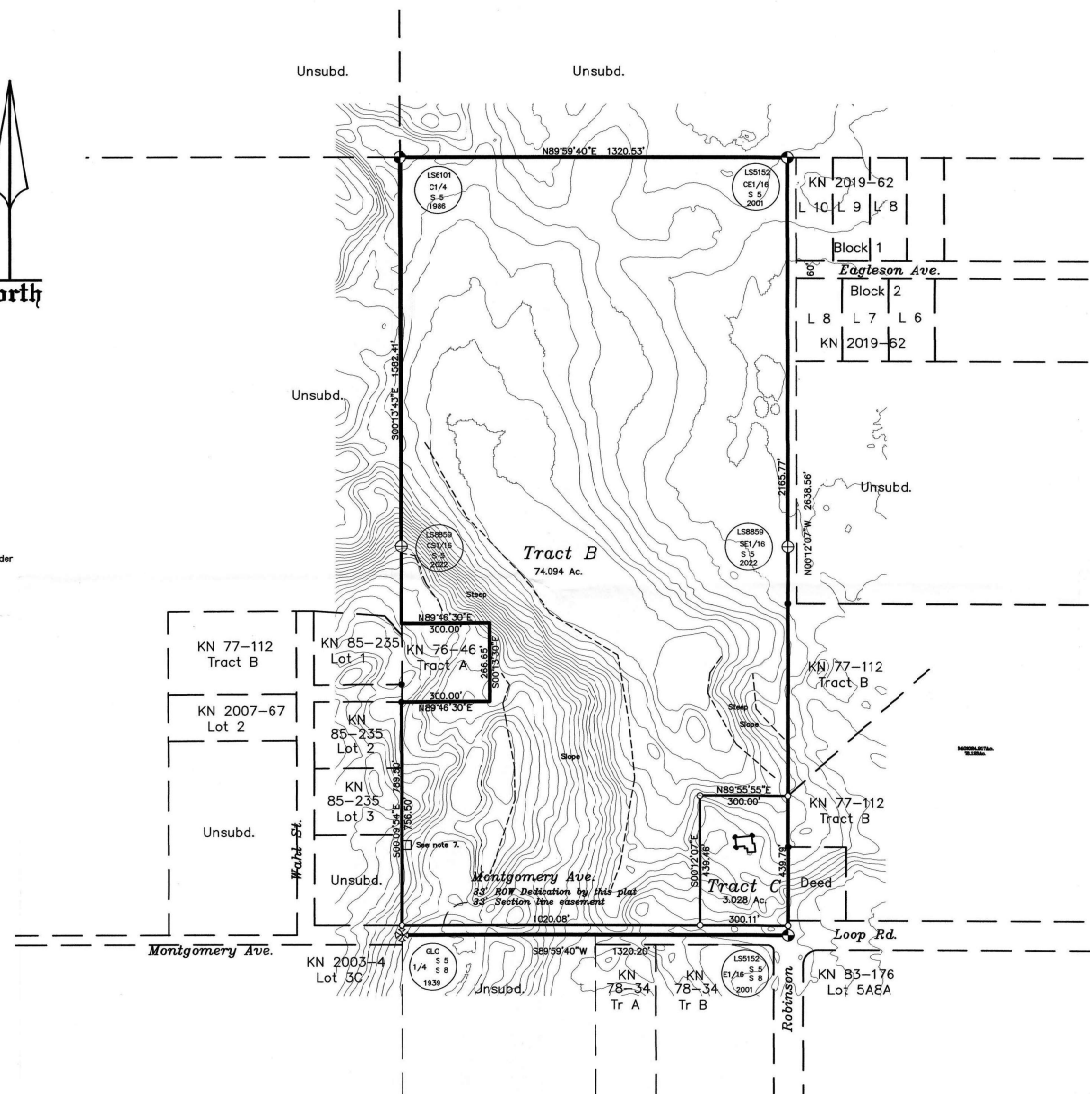 Unsubd.
Unsubd.
N89°59'40"E 1320.53'
LS6101
C1/4
S 5
1986
LS5152
CE1/16
S 5
2001
KN 2019-62
L 10 L 9 L 8
Block 1
Eagleson Ave.
60'
Block 2
L 8 L 7 L 6
KN 2019-62
orth
S00°13'43"E 1582.41'
Unsubd.
2165.77'
N00°12'07"W 2638.56'
Unsubd.
der
LS8859
CS1/16
S 5
2022
LS8859
SE1/16
S 5
2022
Tract B
74.094 Ac.
Steep
N89°46'30"E
300.00'
KN 77-112
Tract B
KN 85-235
Lot 1
KN 76-46
Tract A
266.65'
S00°13'30"E
300.00'
N89°46'30"E
KN 77-112
Tract B
KN 2007-67
Lot 2
KN
85-235
Lot 2
Steep
Slope
Slope
KN
85-235
Lot 3
S00°09'54"E 789.50'
756.50'
N89°55'55"E
300.00'
KN 77-112
Tract B
Unsubd.
Wahl St.
See note 7.
S00°12'07"E
439.46'
439.79'
Unsubd.
Montgomery Ave.
33' ROW Dedication by this plat
33' Section line easement
Tract C
3.028 Ac.
Deed
1020.08'
300.11'
Loop Rd.
Montgomery Ave.
S89°59'40"W 1320.20'
KN 2003-4
Lot 3C
GLO
1/4 S 5
S 8
1939
Unsubd.
KN
78-34
Tr A
KN
78-34
Tr B
LS5152
E1/16 S 5
S 8
2001
Robinson
KN 83-176
Lot 5A8A